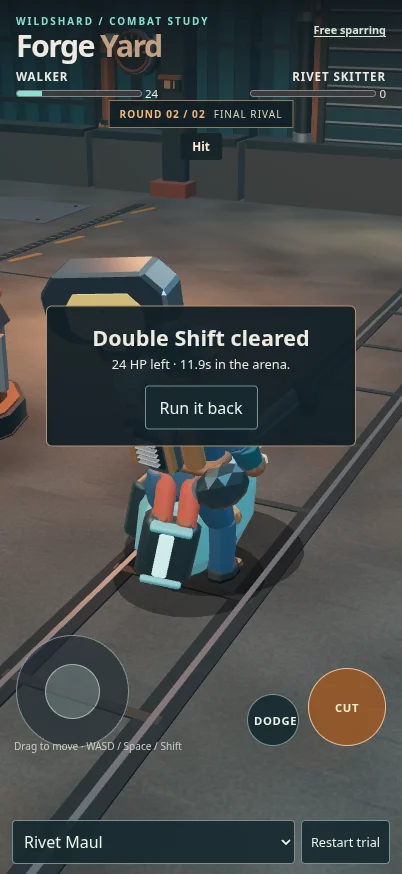 WILDSHARD / COMBAT STUDY
Free sparring
Forge Yard
WALKER
RIVET SKITTER
24
0
ROUND 02 / 02 FINAL RIVAL
Hit
Double Shift cleared
24 HP left · 11.9s in the arena.
Run it back
DODGE
CUT
Drag to move · WASD / Space / Shift
Rivet Maul
Restart trial